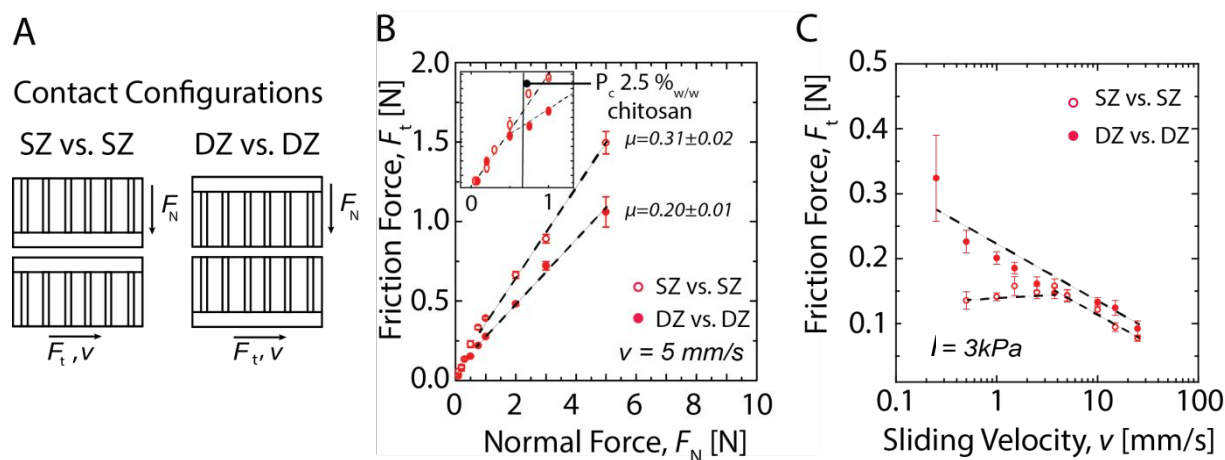 A
Contact Configurations
SZ vs. SZ
DZ vs. DZ
F_N
F_N
F_t, v
F_t, v
B
Friction Force, F_t [N]
2.0
1.5
1.0
0.5
0.0
0 2 4 6 8 10
Normal Force, F_N [N]
0 1
P_c 2.5 %_w/w
chitosan
μ=0.31±0.02
μ=0.20±0.01
SZ vs. SZ
DZ vs. DZ
v = 5 mm/s
C
Friction Force, F_t [N]
0.5
0.4
0.3
0.2
0.1
0.1 1 10 100
Sliding Velocity, v [mm/s]
SZ vs. SZ
DZ vs. DZ
= 3kPa